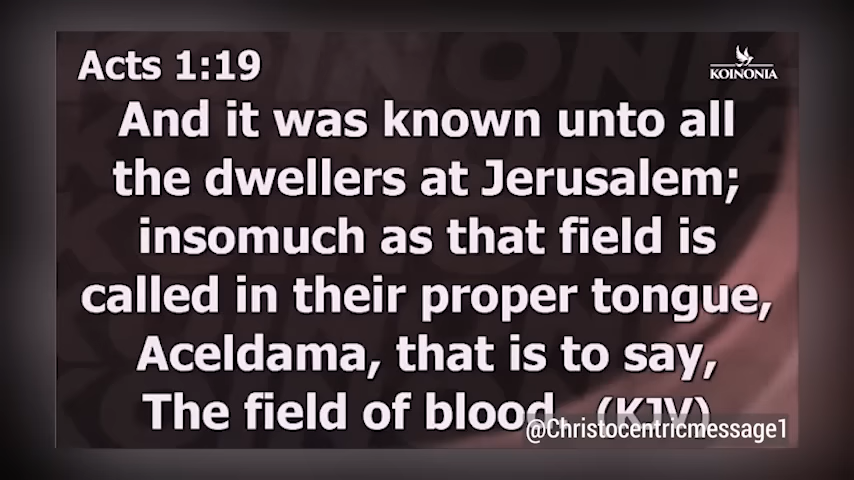 Acts 1:19
KOINONIA
And it was known unto all
the dwellers at Jerusalem;
insomuch as that field is
called in their proper tongue,
Aceldama, that is to say,
The field of blood. (KJV)
@Christocentricmessage1